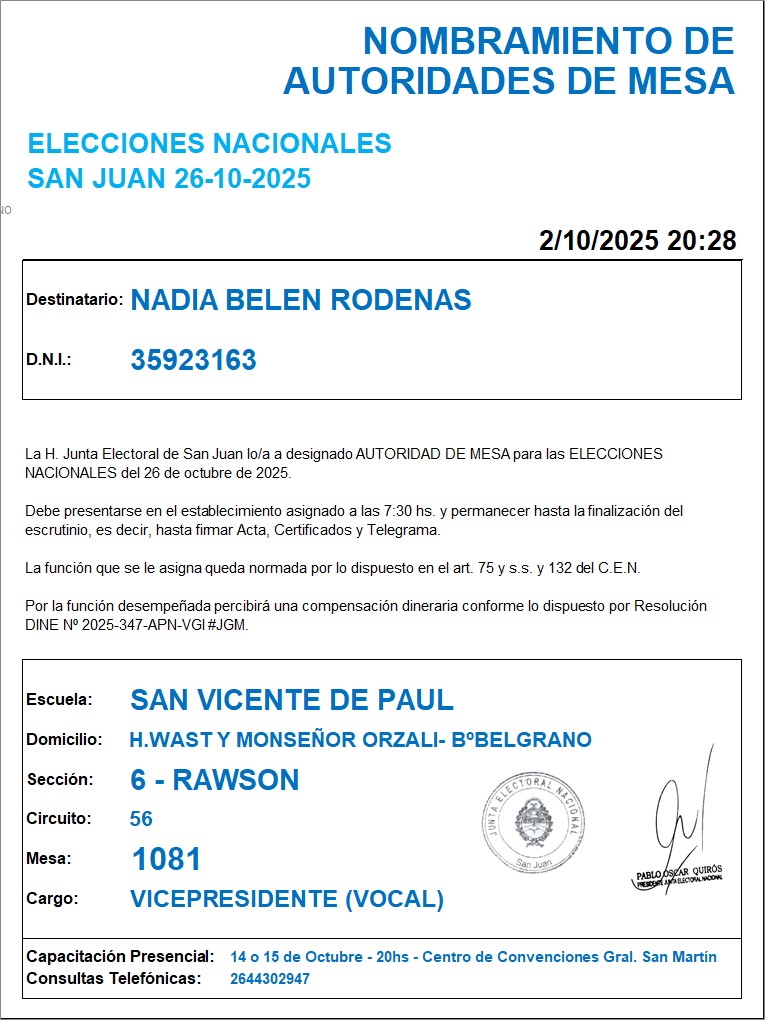 NOMBRAMIENTO DE
AUTORIDADES DE MESA
ELECCIONES NACIONALES
SAN JUAN 26-10-2025
NO
2/10/2025 20:28
Destinatario: NADIA BELEN RODENAS
D.N.I.: 35923163
La H. Junta Electoral de San Juan lo/a a designado AUTORIDAD DE MESA para las ELECCIONES
NACIONALES del 26 de octubre de 2025.
Debe presentarse en el establecimiento asignado a las 7:30 hs. y permanecer hasta la finalización del
escrutinio, es decir, hasta firmar Acta, Certificados y Telegrama.
La función que se le asigna queda normada por lo dispuesto en el art. 75 y s.s. y 132 del C.E.N.
Por la función desempeñada percibirá una compensación dineraria conforme lo dispuesto por Resolución
DINE Nº 2025-347-APN-VGI#JGM.
Escuela: SAN VICENTE DE PAUL
Domicilio: H.WAST Y MONSEÑOR ORZALI- BºBELGRANO
Sección: 6 - RAWSON
Circuito: 56
Mesa: 1081
Cargo: VICEPRESIDENTE (VOCAL)
JUNTA ELECTORAL NACIONAL
San Juan
PABLO OSCAR QUIRÓS
PRESIDENTE JUNTA ELECTORAL NACIONAL
Capacitación Presencial: 14 o 15 de Octubre - 20hs - Centro de Convenciones Gral. San Martín
Consultas Telefónicas: 2644302947